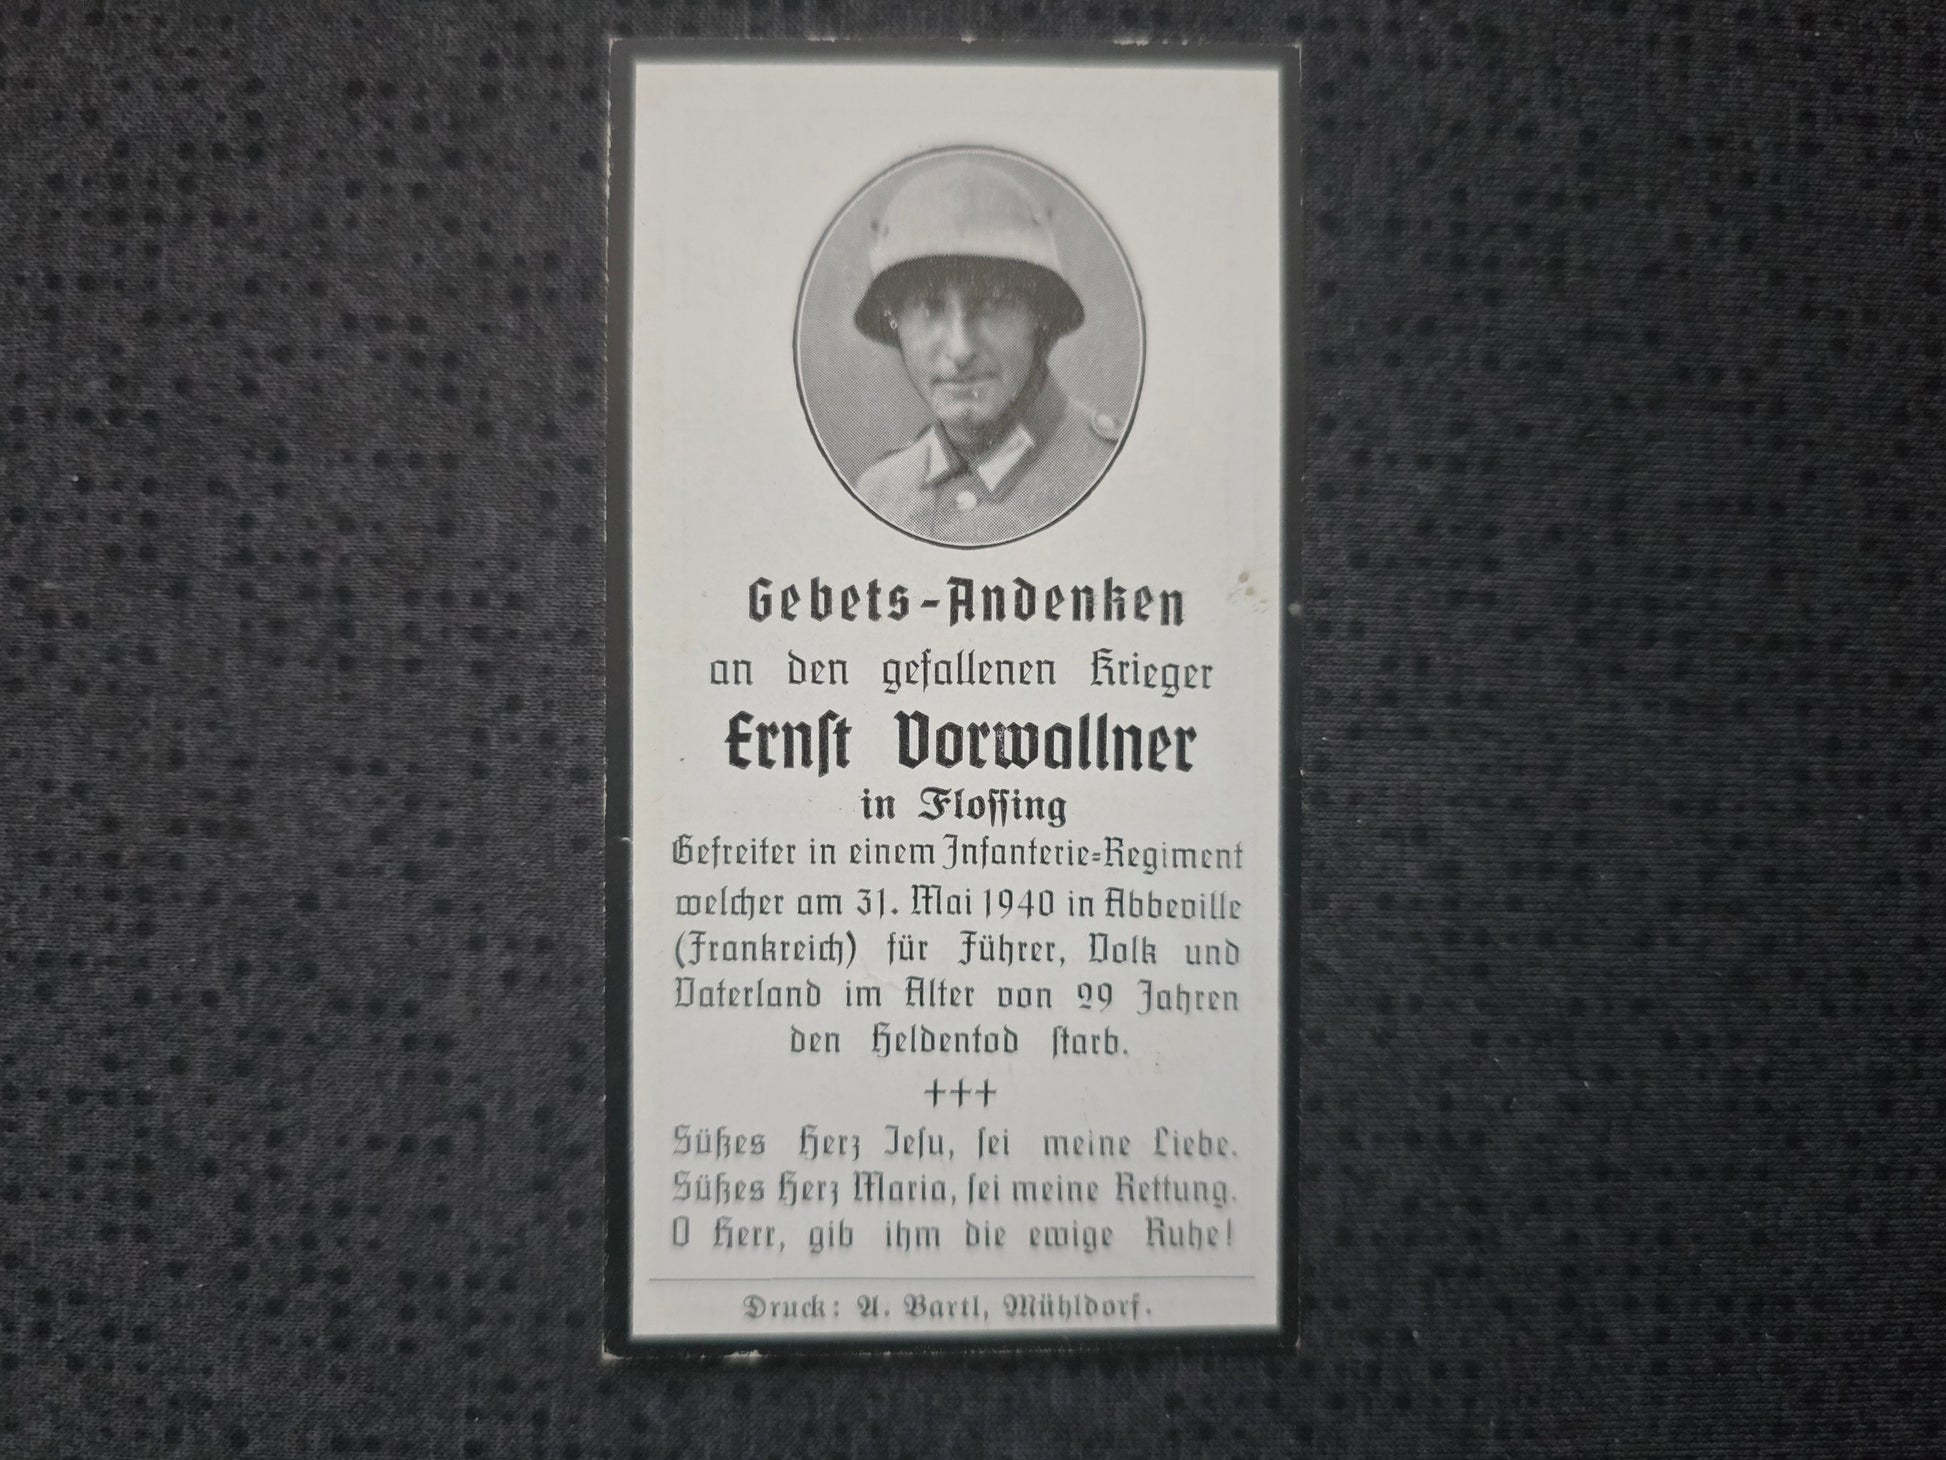 Gebets-Andenken
an den gefallenen Krieger
Ernst Vorwallner
in Flossing
Gefreiter in einem Infanterie-Regiment
welcher am 31. Mai 1940 in Abbeville
(Frankreich) für Führer, Volk und
Vaterland im Alter von 29 Jahren
den Heldentod starb.
+++
Süßes Herz Jesu, sei meine Liebe.
Süßes Herz Maria, sei meine Rettung.
O Herr, gib ihm die ewige Ruhe!
Druck: A. Bartl, Mühldorf.